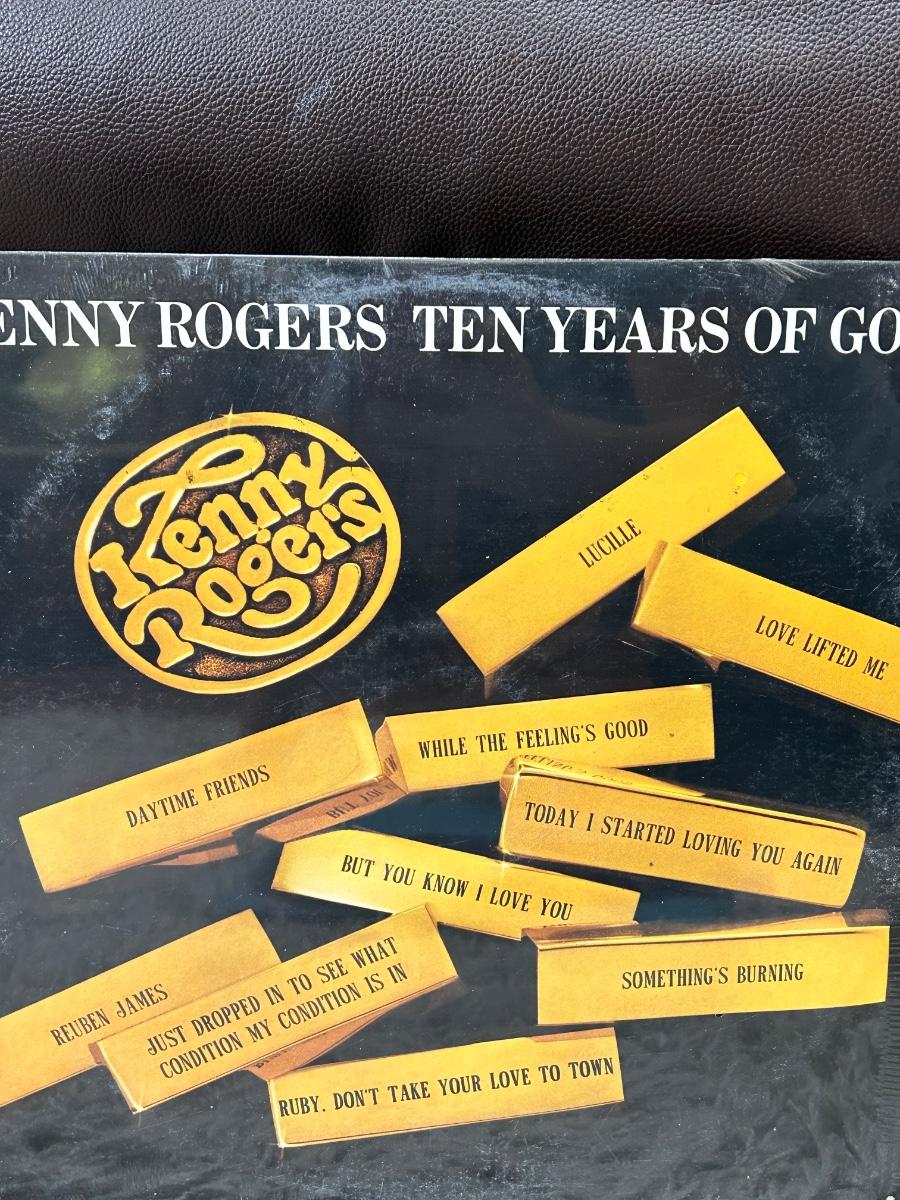 ENNY ROGERS TEN YEARS OF GO
Kenny
Rogers
LUCILLE
LOVE LIFTED ME
WHILE THE FEELING'S GOOD
DAYTIME FRIENDS
TODAY I STARTED LOVING YOU AGAIN
BUT YOU KNOW I LOVE YOU
SOMETHING'S BURNING
REUBEN JAMES
JUST DROPPED IN TO SEE WHAT
CONDITION MY CONDITION IS IN
RUBY. DON'T TAKE YOUR LOVE TO TOWN